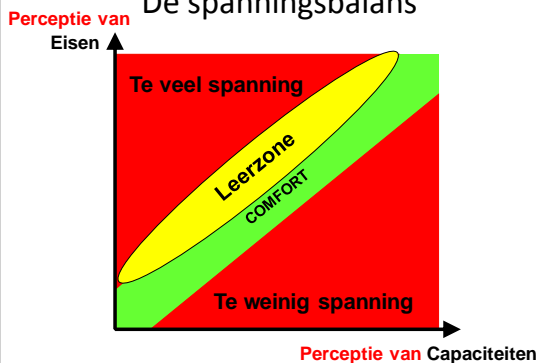 De spanningsbalans
Perceptie van
Eisen
Te veel spanning
Leerzone
COMFORT
Te weinig spanning
Perceptie van Capaciteiten